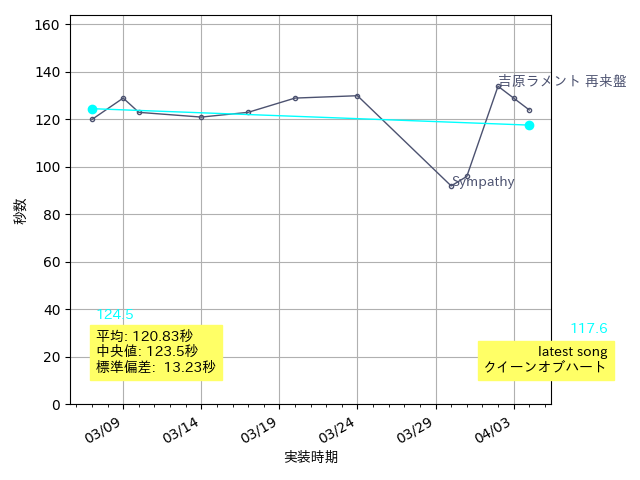 160
140
120
100
80
60
40
20
0
秒数
吉原ラメント 再来盤
Sympathy
124.5
117.6
平均: 120.83秒
中央値: 123.5秒
標準偏差: 13.23秒
latest song
クイーンオブハート
03/09
03/14
03/19
03/24
03/29
04/03
実装時期